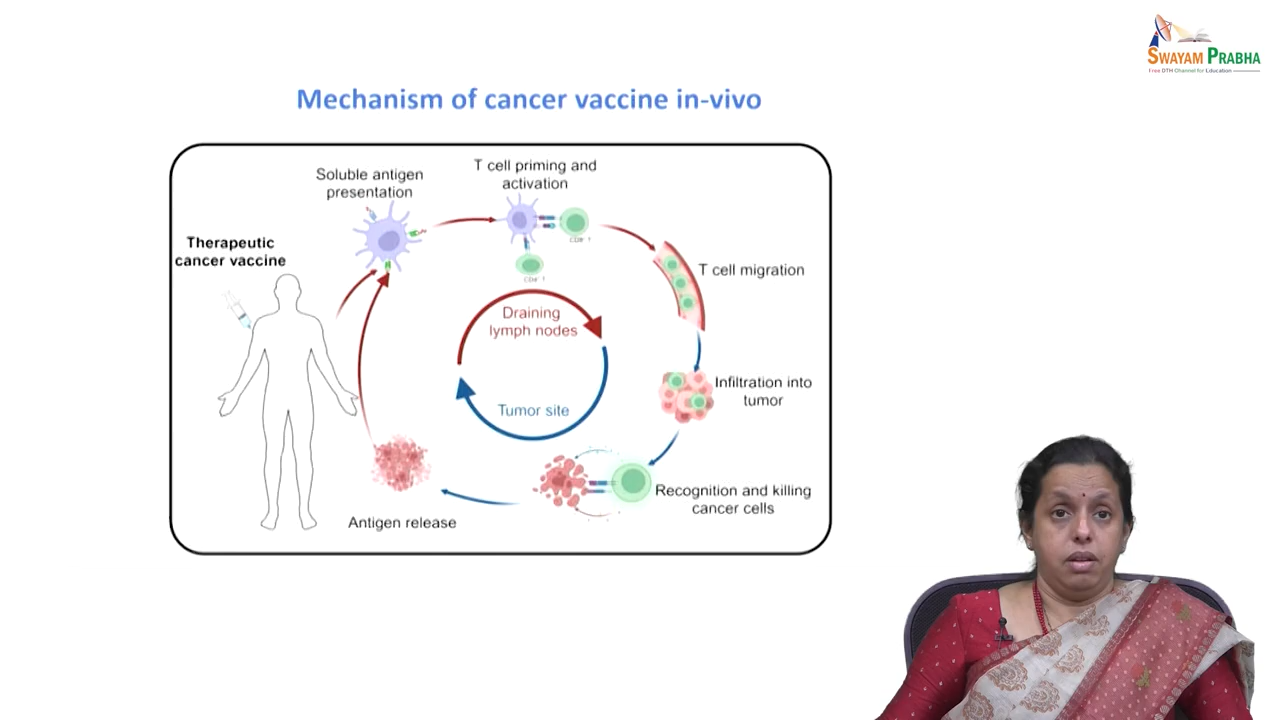 SWAYAM PRABHA
Free DTH Channel for Education
Mechanism of cancer vaccine in-vivo
Soluble antigen
presentation
T cell priming and
activation
Therapeutic
cancer vaccine
T cell migration
Draining
lymph nodes
Infiltration into
tumor
Tumor site
Recognition and killing
cancer cells
Antigen release